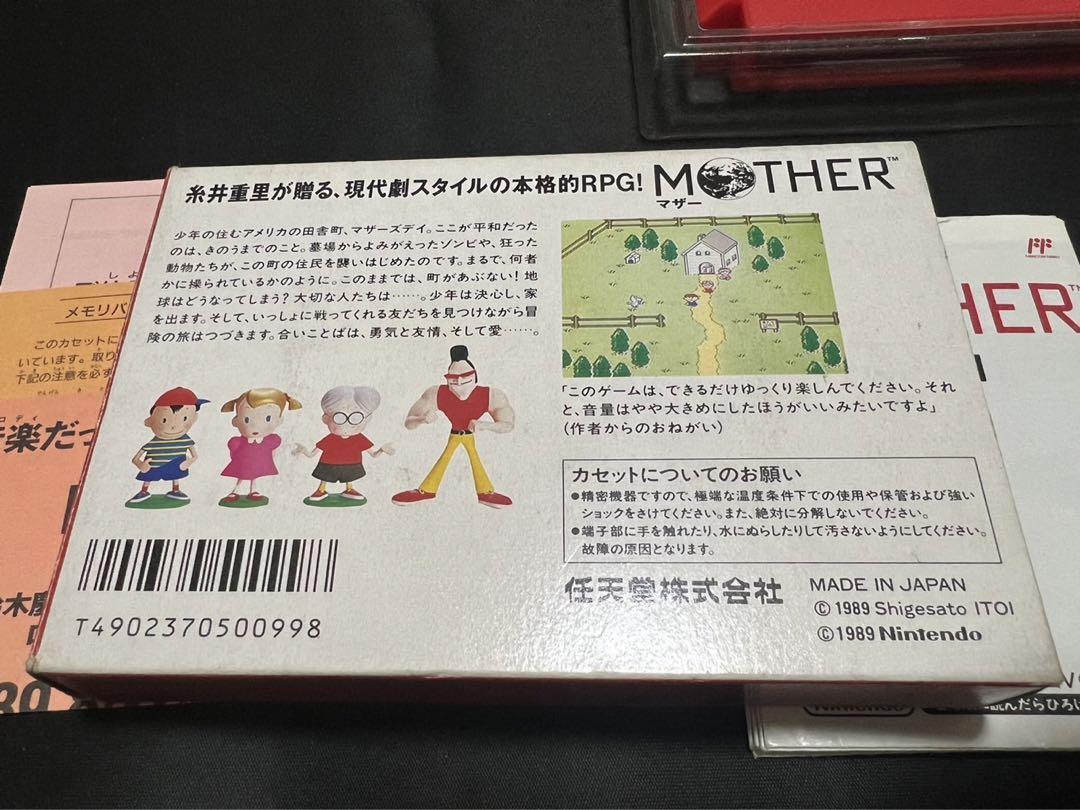 糸井重里が贈る、現代劇スタイルの本格的RPG!
MOTHER™
マザー
少年の住むアメリカの田舎町、マザーズデイ。ここが平和だった
のは、きのうまでのこと。墓場からよみがえったゾンビや、狂った
動物たちが、この町の住民を襲いはじめたのです。まるで、何者
かに操られているかのように。このままでは、町があぶない!地
球はどうなってしまう?大切な人たちは……。少年は決心し、家
を出ます。そして、いっしょに戦ってくれる友だちを見つけながら冒
険の旅はつづきます。合いことばは、勇気と友情、そして愛……。
「このゲームは、できるだけゆっくり楽しんでください。それ
と、音量はやや大きめにしたほうがいいみたいですよ」
(作者からのおねがい)
カセットについてのお願い
●精密機器ですので、極端な温度条件下での使用や保管および強い
ショックをさけてください。また、絶対に分解しないでください。
●端子部に手を触れたり、水にぬらしたりして汚さないようにしてください。
故障の原因となります。
任天堂株式会社
MADE IN JAPAN
©1989 Shigesato ITOI
©1989 Nintendo
T4902370500998
メモリバ
このカセットに
いています。取り
下記の注意を必ず
楽だっ
木慶
HER™
Nintendo
読んだらひろげ